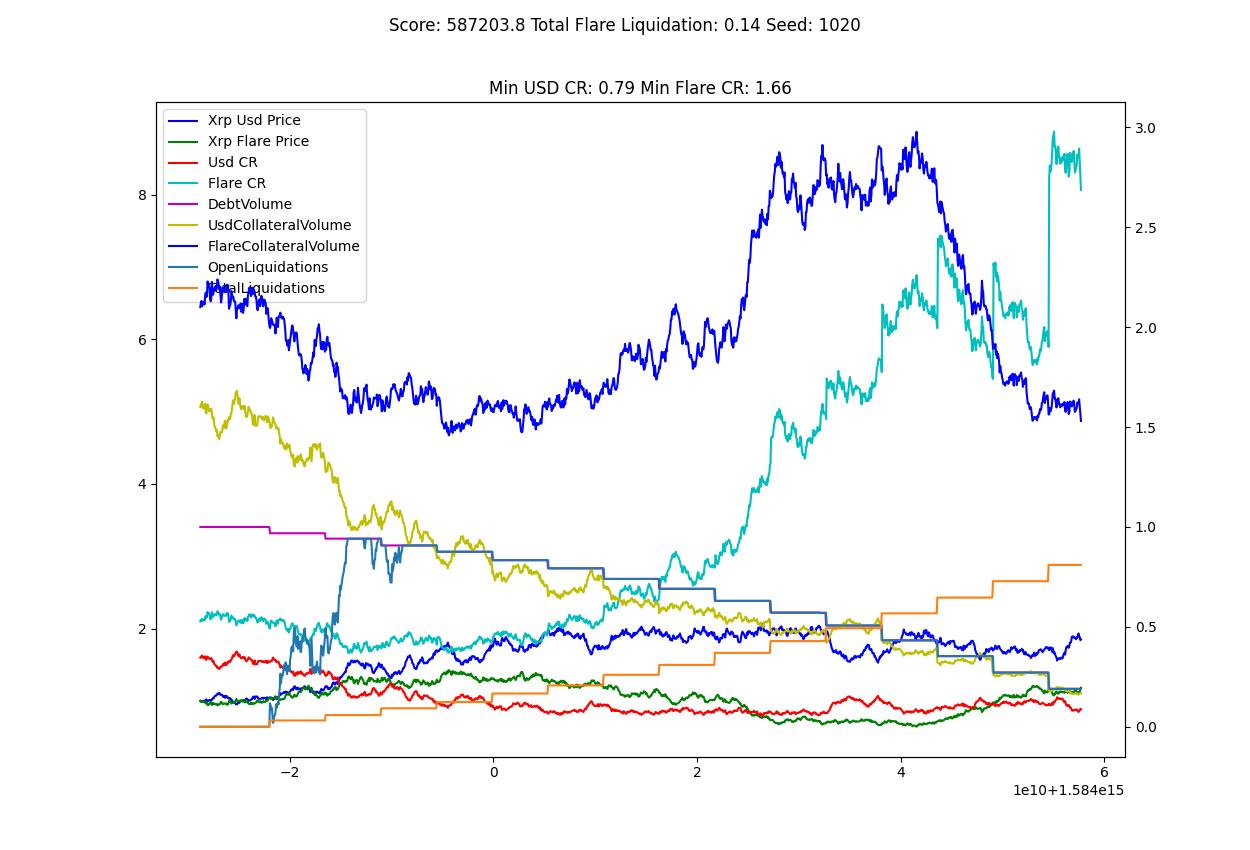 Score: 587203.8 Total Flare Liquidation: 0.14 Seed: 1020
Min USD CR: 0.79 Min Flare CR: 1.66
Xrp Usd Price
Xrp Flare Price
Usd CR
Flare CR
DebtVolume
UsdCollateralVolume
FlareCollateralVolume
OpenLiquidations
TotalLiquidations
8
6
4
2
3.0
2.5
2.0
1.5
1.0
0.5
0.0
−2
0
2
4
6
1e10+1.584e15